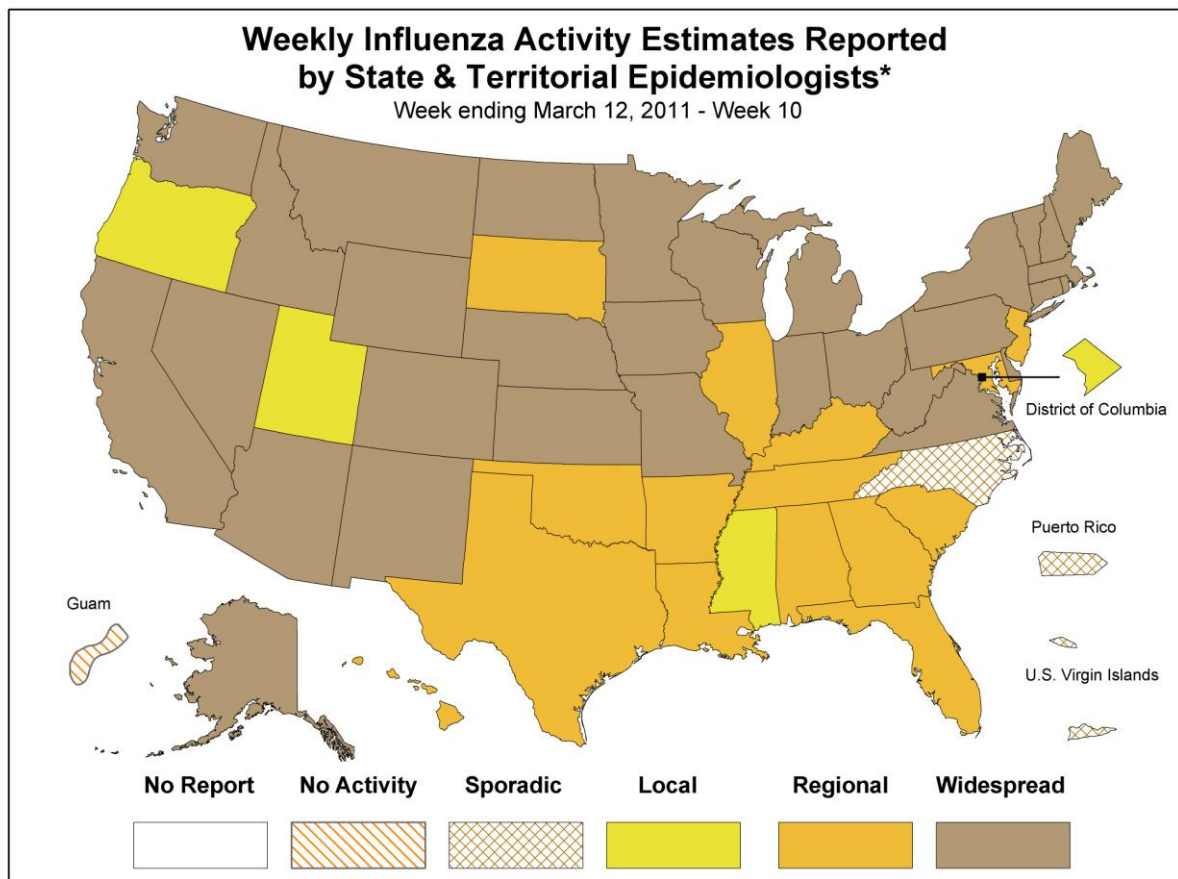 Weekly Influenza Activity Estimates Reported
by State & Territorial Epidemiologists*
Week ending March 12, 2011 - Week 10
District of Columbia
Puerto Rico
Guam
U.S. Virgin Islands
No Report No Activity Sporadic Local Regional Widespread